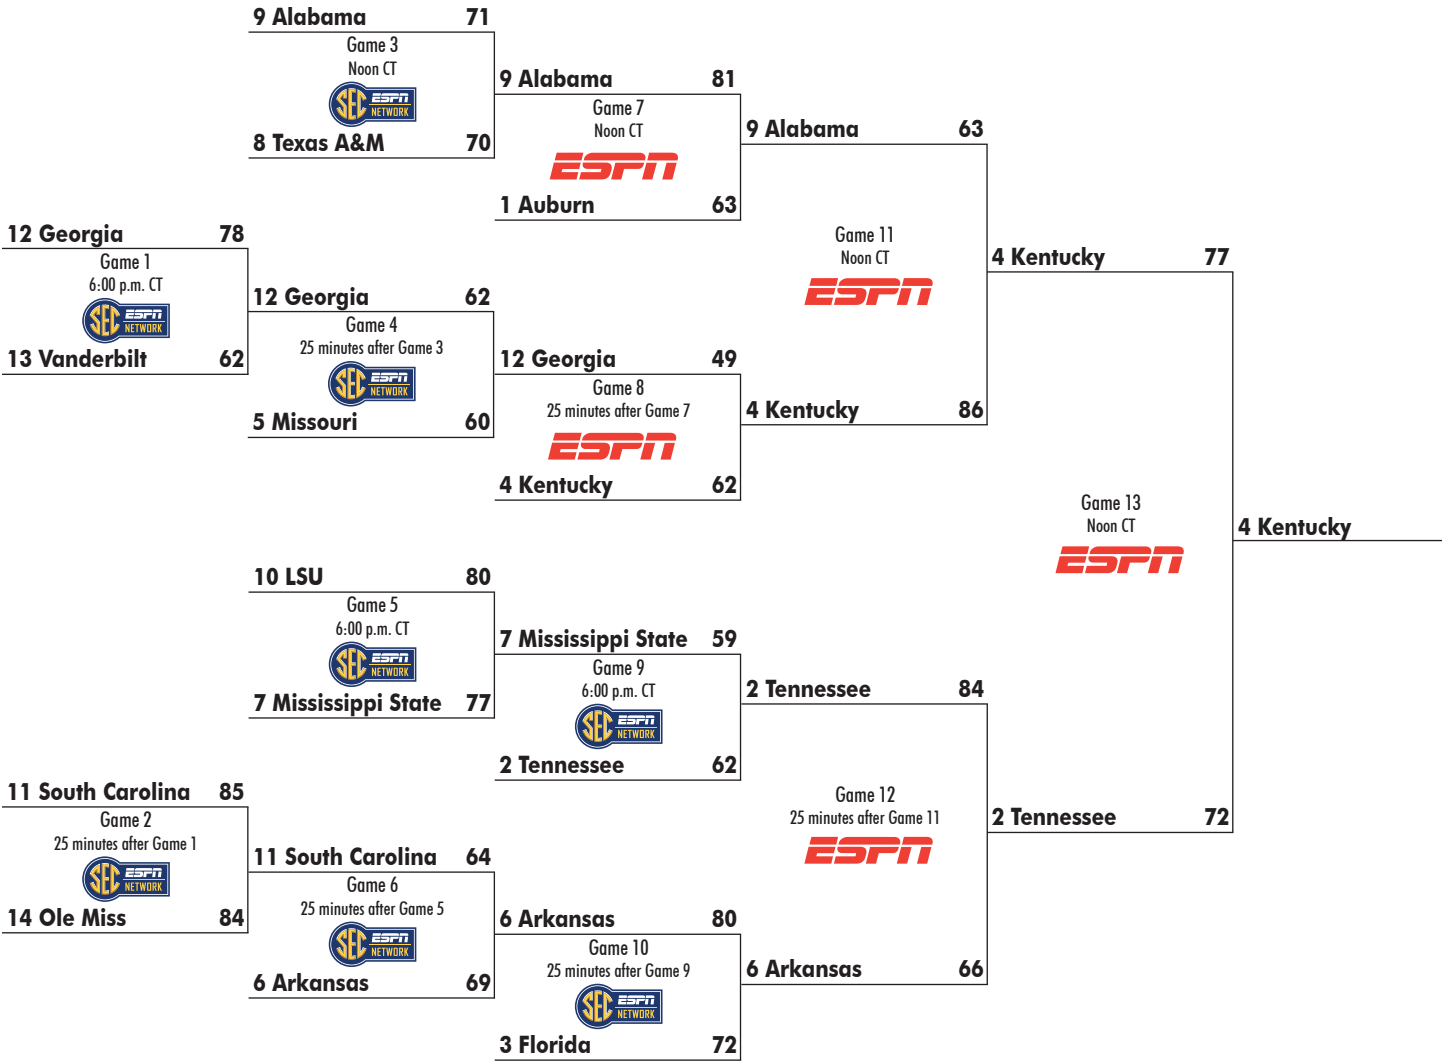 9 Alabama 71
Game 3
Noon CT
SEC ESPN NETWORK
8 Texas A&M 70
12 Georgia 78
Game 1
6:00 p.m. CT
SEC ESPN NETWORK
13 Vanderbilt 62
12 Georgia 62
Game 4
25 minutes after Game 3
SEC ESPN NETWORK
5 Missouri 60
9 Alabama 81
Game 7
Noon CT
ESPN
1 Auburn 63
12 Georgia 49
Game 8
25 minutes after Game 7
ESPN
4 Kentucky 62
9 Alabama 63
Game 11
Noon CT
ESPN
4 Kentucky 86
10 LSU 80
Game 5
6:00 p.m. CT
SEC ESPN NETWORK
7 Mississippi State 77
11 South Carolina 85
Game 2
25 minutes after Game 1
SEC ESPN NETWORK
14 Ole Miss 84
11 South Carolina 64
Game 6
25 minutes after Game 5
SEC ESPN NETWORK
6 Arkansas 69
7 Mississippi State 59
Game 9
6:00 p.m. CT
SEC ESPN NETWORK
2 Tennessee 62
6 Arkansas 80
Game 10
25 minutes after Game 9
SEC ESPN NETWORK
3 Florida 72
2 Tennessee 84
Game 12
25 minutes after Game 11
ESPN
6 Arkansas 66
4 Kentucky 77
Game 13
Noon CT
ESPN
2 Tennessee 72
4 Kentucky